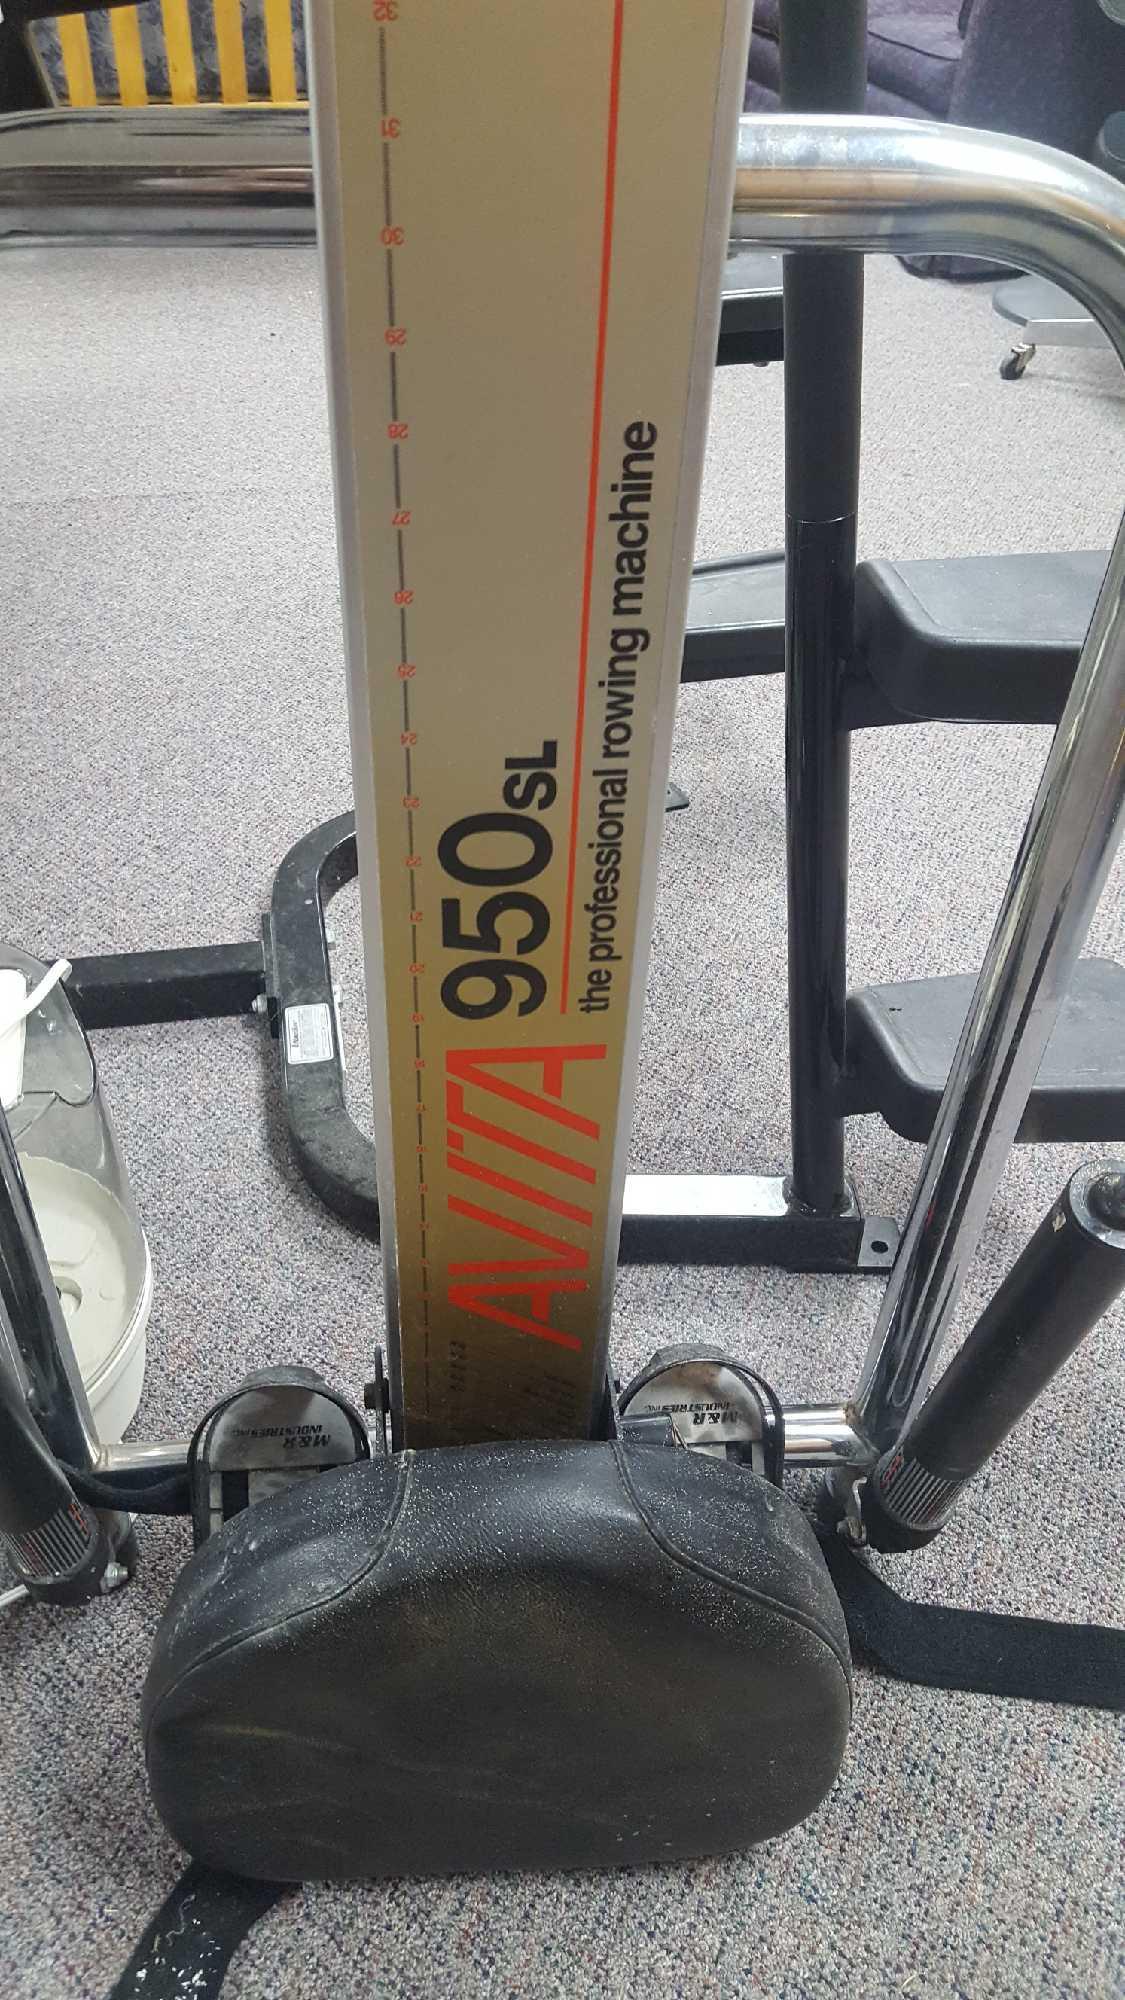 AVITA 950SL
the professional rowing machine
32
31
30
29
28
27
26
25
24
23
22
21
20
M&R
INDUSTRIES INC.
M&R
INDUSTRIES INC.